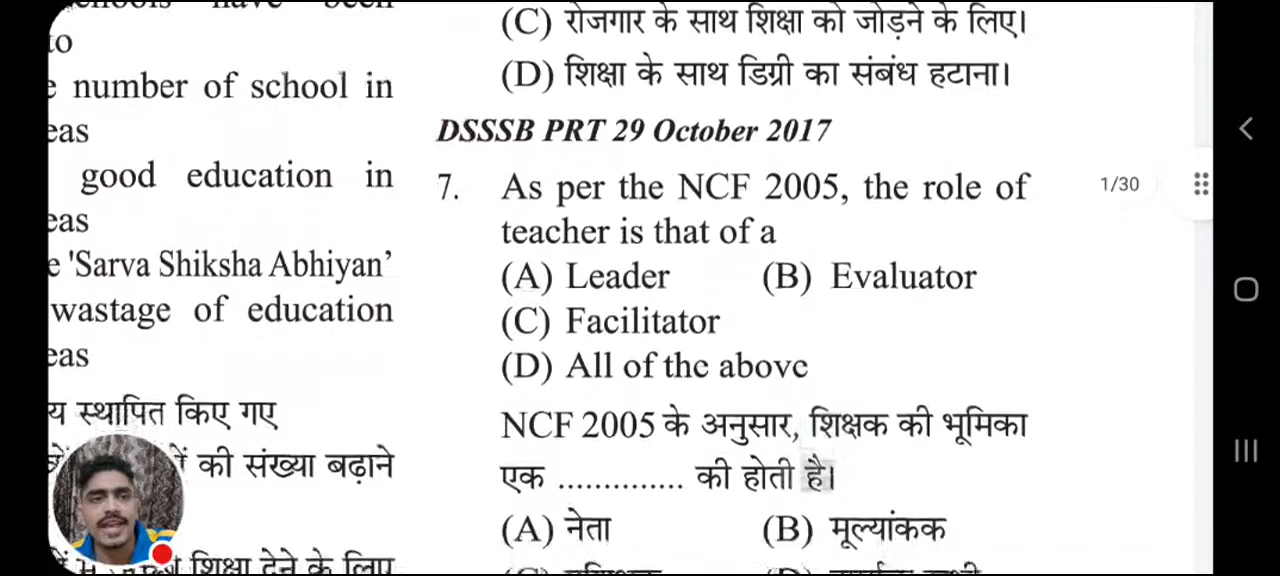 to
number of school in
eas
good education in
eas
'Sarva Shiksha Abhiyan’
wastage of education
eas
स्थापित किए गए
की संख्या बढ़ाने
शिक्षा देने के लिए
(C) रोजगार के साथ शिक्षा को जोड़ने के लिए।
(D) शिक्षा के साथ डिग्री का संबंध हटाना।
DSSSB PRT 29 October 2017
7. As per the NCF 2005, the role of
teacher is that of a
(A) Leader (B) Evaluator
(C) Facilitator
(D) All of the above
NCF 2005 के अनुसार, शिक्षक की भूमिका
एक .............. की होती है।
(A) नेता (B) मूल्यांकक
1/30